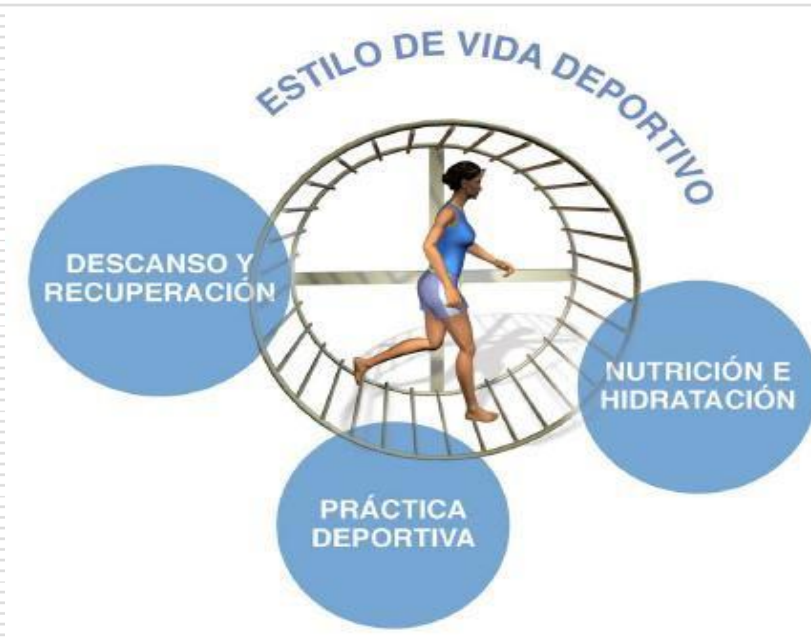 ESTILO DE VIDA DEPORTIVO
DESCANSO Y
RECUPERACIÓN
NUTRICIÓN E
HIDRATACIÓN
PRÁCTICA
DEPORTIVA